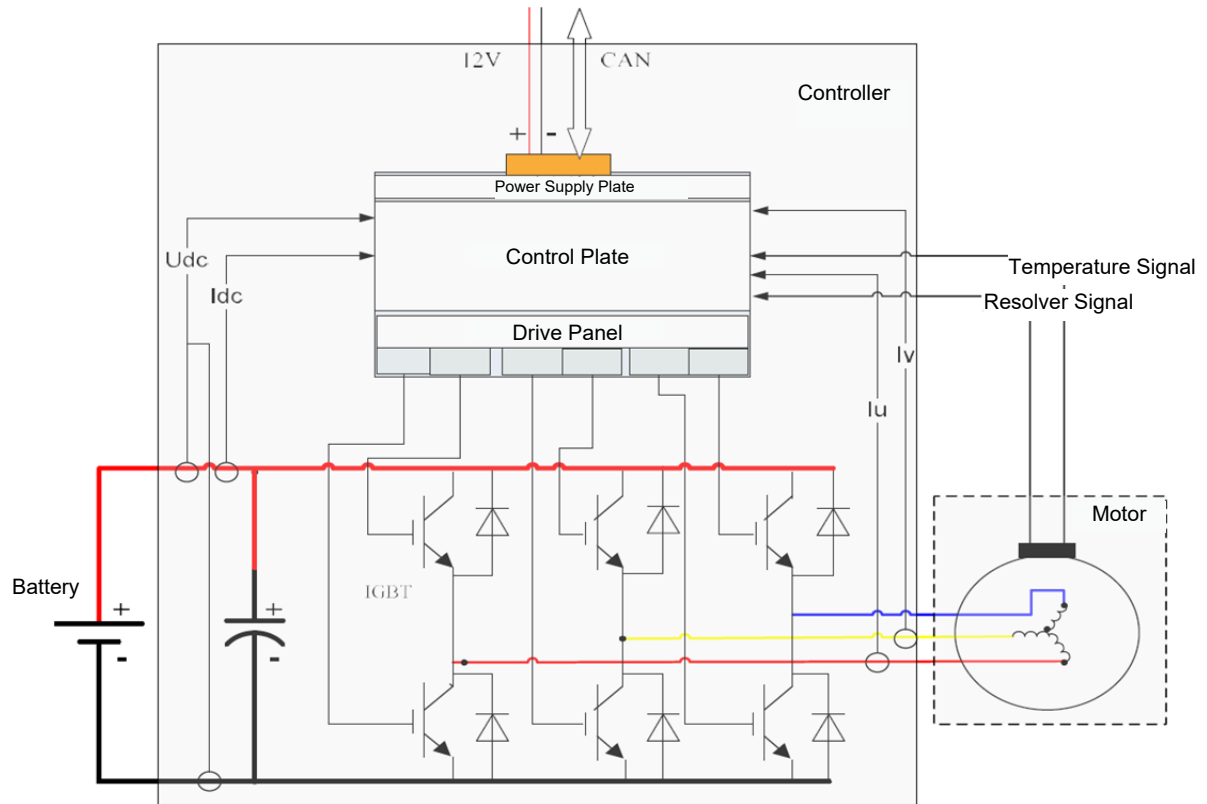 12V
CAN
Controller
+ -
Power Supply Plate
Control Plate
Udc
Idc
Temperature Signal
Resolver Signal
Drive Panel
Iv
Iu
Motor
IGBT
Battery
+
-
+
-